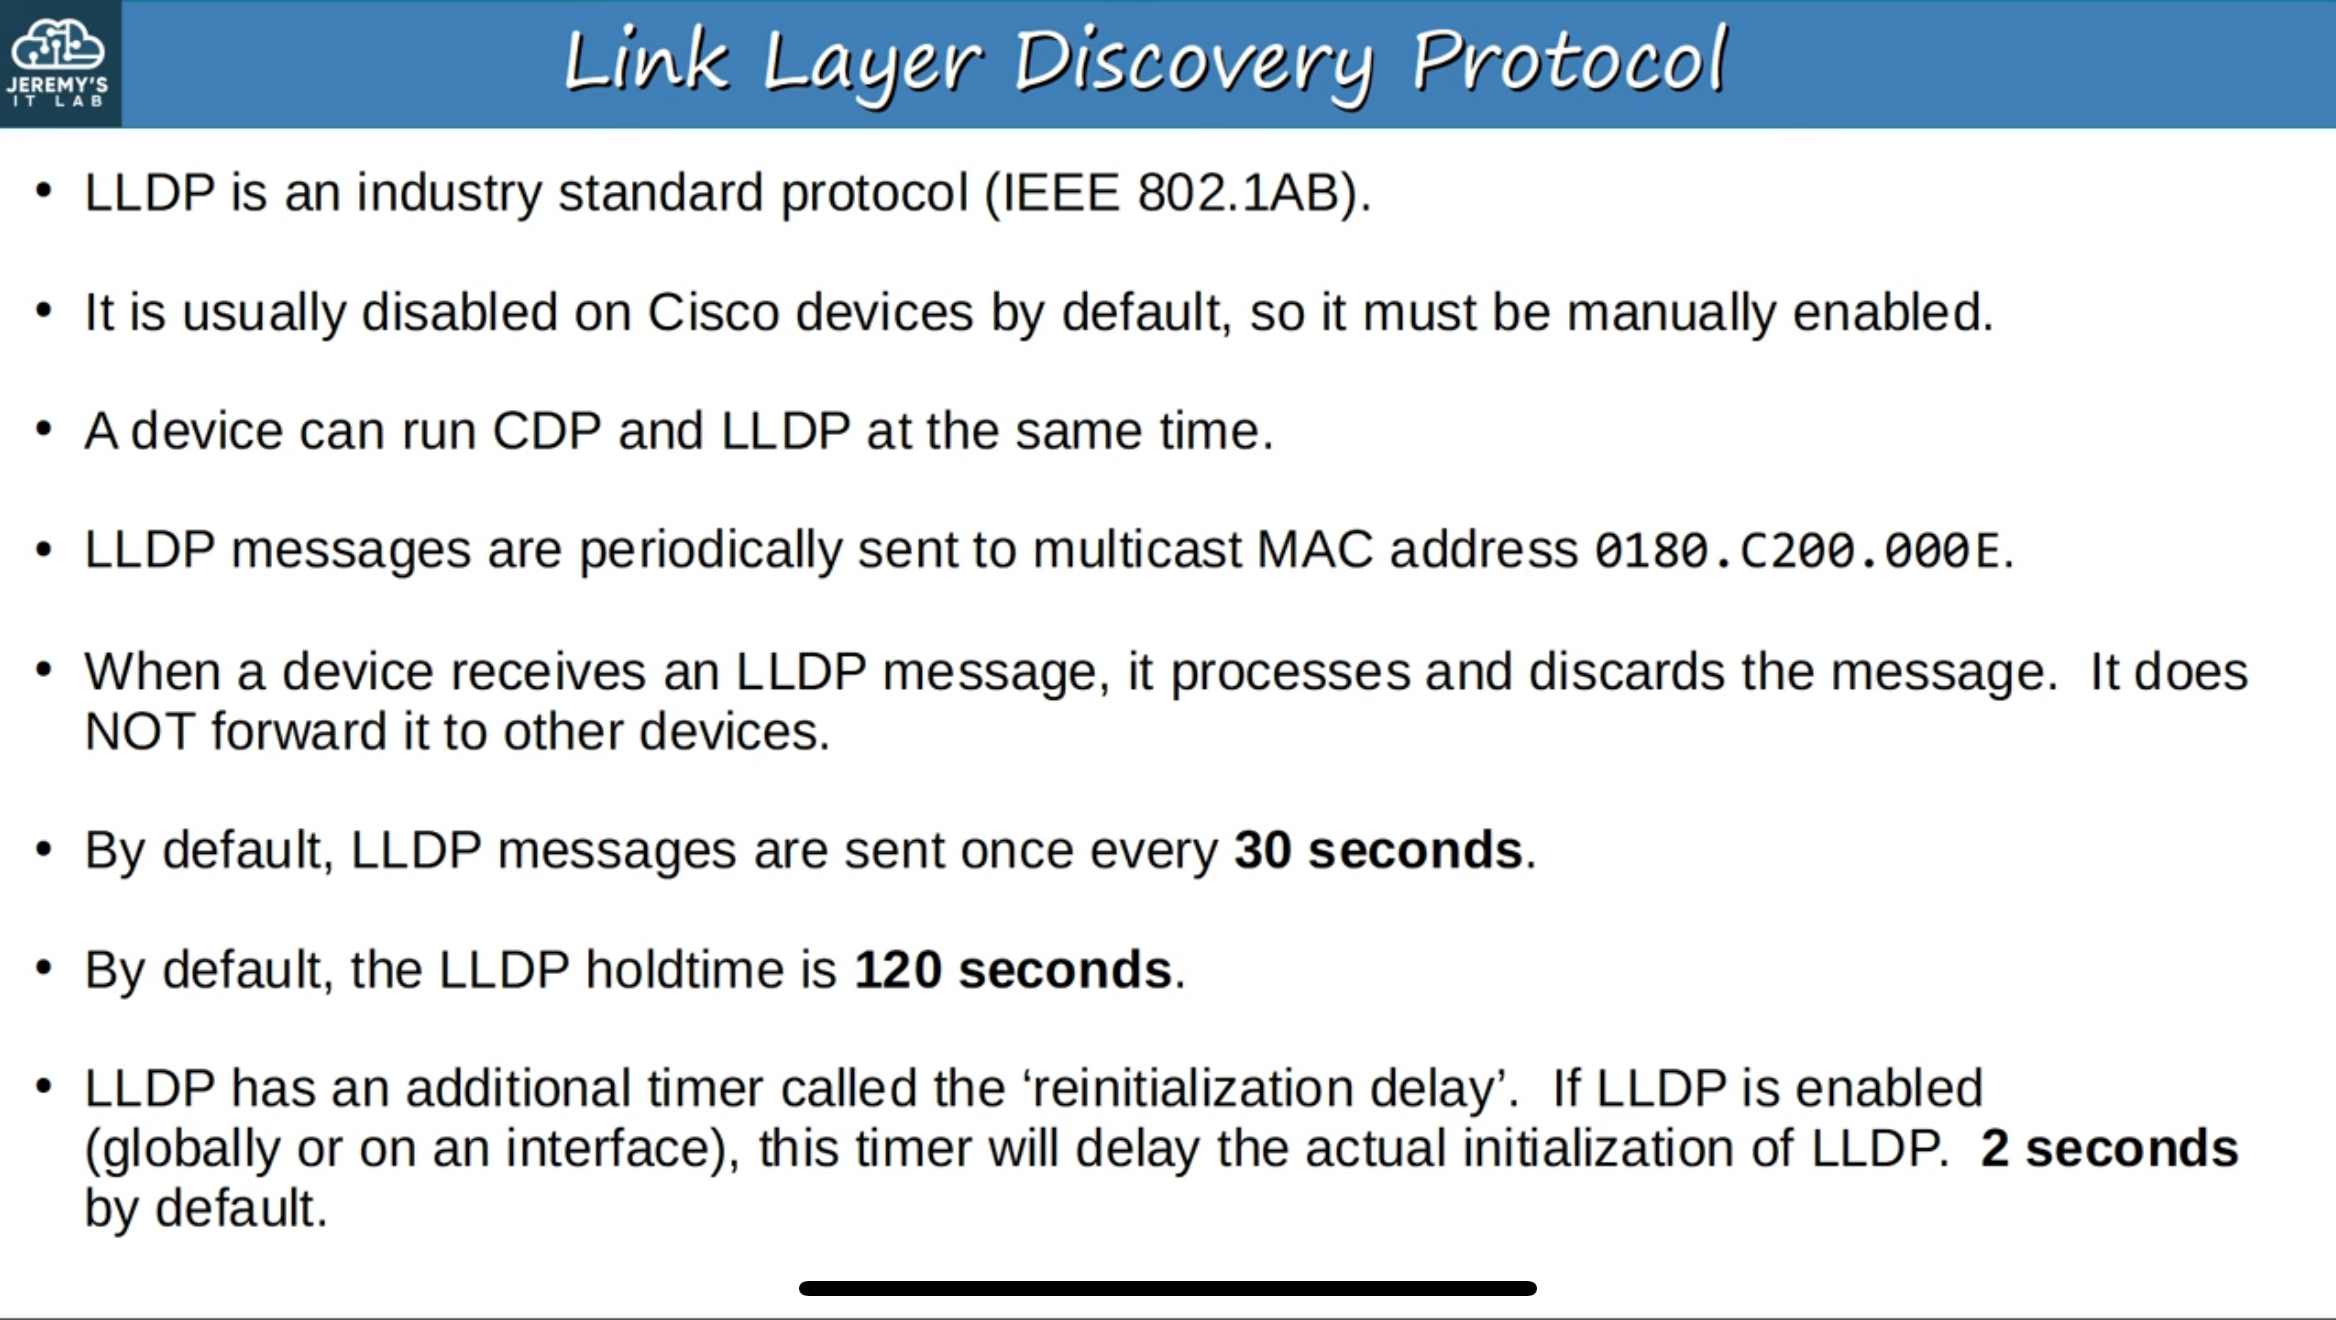 JEREMY'S
IT LAB
Link Layer Discovery Protocol
• LLDP is an industry standard protocol (IEEE 802.1AB).
• It is usually disabled on Cisco devices by default, so it must be manually enabled.
• A device can run CDP and LLDP at the same time.
• LLDP messages are periodically sent to multicast MAC address 0180.C200.000E.
• When a device receives an LLDP message, it processes and discards the message.  It does
NOT forward it to other devices.
• By default, LLDP messages are sent once every 30 seconds.
• By default, the LLDP holdtime is 120 seconds.
• LLDP has an additional timer called the ‘reinitialization delay’.  If LLDP is enabled
(globally or on an interface), this timer will delay the actual initialization of LLDP.  2 seconds
by default.